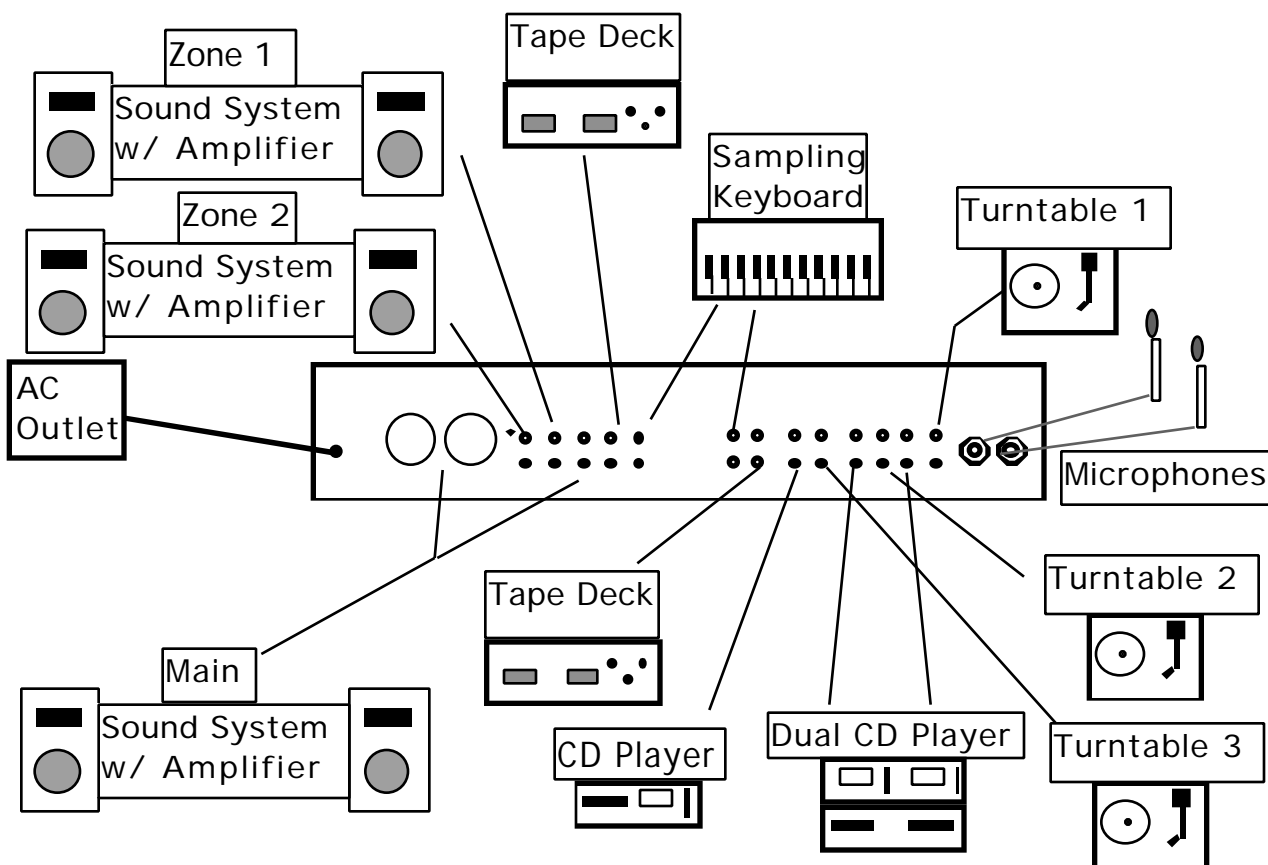 Zone 1
Sound System
w/ Amplifier
Tape Deck
Sampling
Keyboard
Turntable 1
Zone 2
Sound System
w/ Amplifier
AC
Outlet
Microphones
Tape Deck
Turntable 2
Main
Sound System
w/ Amplifier
CD Player
Dual CD Player
Turntable 3